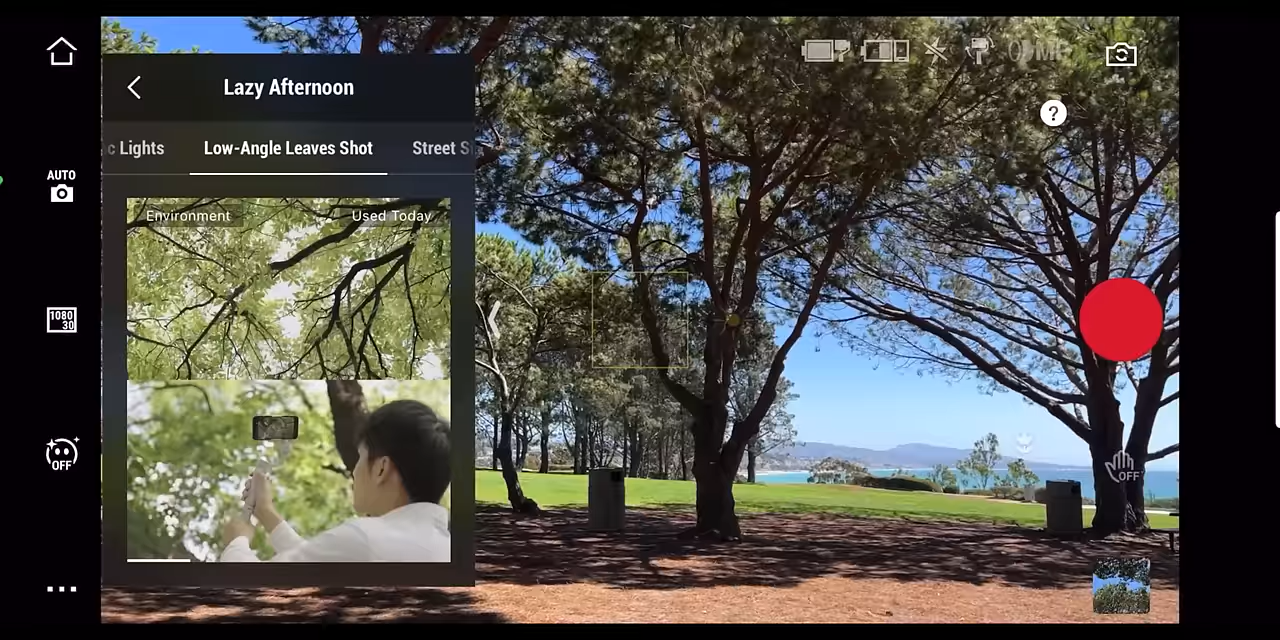 Lazy Afternoon
c Lights
Low-Angle Leaves Shot
Street S
Environment
Used Today
AUTO
1080
30
OFF
?
OFF